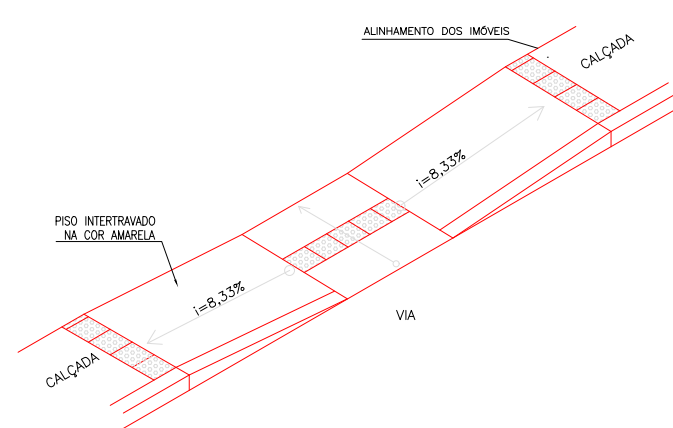 ALINHAMENTO DOS IMÓVEIS
CALÇADA
i=8,33%
PISO INTERTRAVADO
NA COR AMARELA
i=8,33%
VIA
CALÇADA